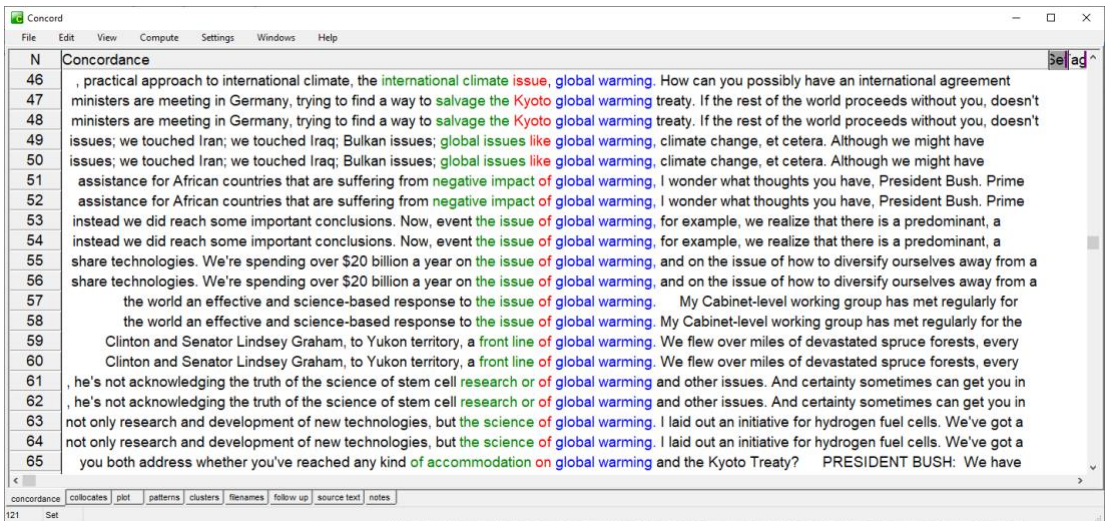 Concord
File Edit View Compute Settings Windows Help
N Concordance Set Tag
46 , practical approach to international climate, the international climate issue, global warming. How can you possibly have an international agreement
47 ministers are meeting in Germany, trying to find a way to salvage the Kyoto global warming treaty. If the rest of the world proceeds without you, doesn't
48 ministers are meeting in Germany, trying to find a way to salvage the Kyoto global warming treaty. If the rest of the world proceeds without you, doesn't
49 issues; we touched Iran; we touched Iraq; Bulkan issues; global issues like global warming, climate change, et cetera. Although we might have
50 issues; we touched Iran; we touched Iraq; Bulkan issues; global issues like global warming, climate change, et cetera. Although we might have
51 assistance for African countries that are suffering from negative impact of global warming, I wonder what thoughts you have, President Bush. Prime
52 assistance for African countries that are suffering from negative impact of global warming, I wonder what thoughts you have, President Bush. Prime
53 instead we did reach some important conclusions. Now, event the issue of global warming, for example, we realize that there is a predominant, a
54 instead we did reach some important conclusions. Now, event the issue of global warming, for example, we realize that there is a predominant, a
55 share technologies. We're spending over $20 billion a year on the issue of global warming, and on the issue of how to diversify ourselves away from a
56 share technologies. We're spending over $20 billion a year on the issue of global warming, and on the issue of how to diversify ourselves away from a
57 the world an effective and science-based response to the issue of global warming. My Cabinet-level working group has met regularly for
58 the world an effective and science-based response to the issue of global warming. My Cabinet-level working group has met regularly for the
59 Clinton and Senator Lindsey Graham, to Yukon territory, a front line of global warming. We flew over miles of devastated spruce forests, every
60 Clinton and Senator Lindsey Graham, to Yukon territory, a front line of global warming. We flew over miles of devastated spruce forests, every
61 , he's not acknowledging the truth of the science of stem cell research or of global warming and other issues. And certainty sometimes can get you in
62 , he's not acknowledging the truth of the science of stem cell research or of global warming and other issues. And certainty sometimes can get you in
63 not only research and development of new technologies, but the science of global warming. I laid out an initiative for hydrogen fuel cells. We've got a
64 not only research and development of new technologies, but the science of global warming. I laid out an initiative for hydrogen fuel cells. We've got a
65 you both address whether you've reached any kind of accommodation on global warming and the Kyoto Treaty? PRESIDENT BUSH: We have
concordance collocates plot patterns clusters filenames follow up source text notes
121 Set